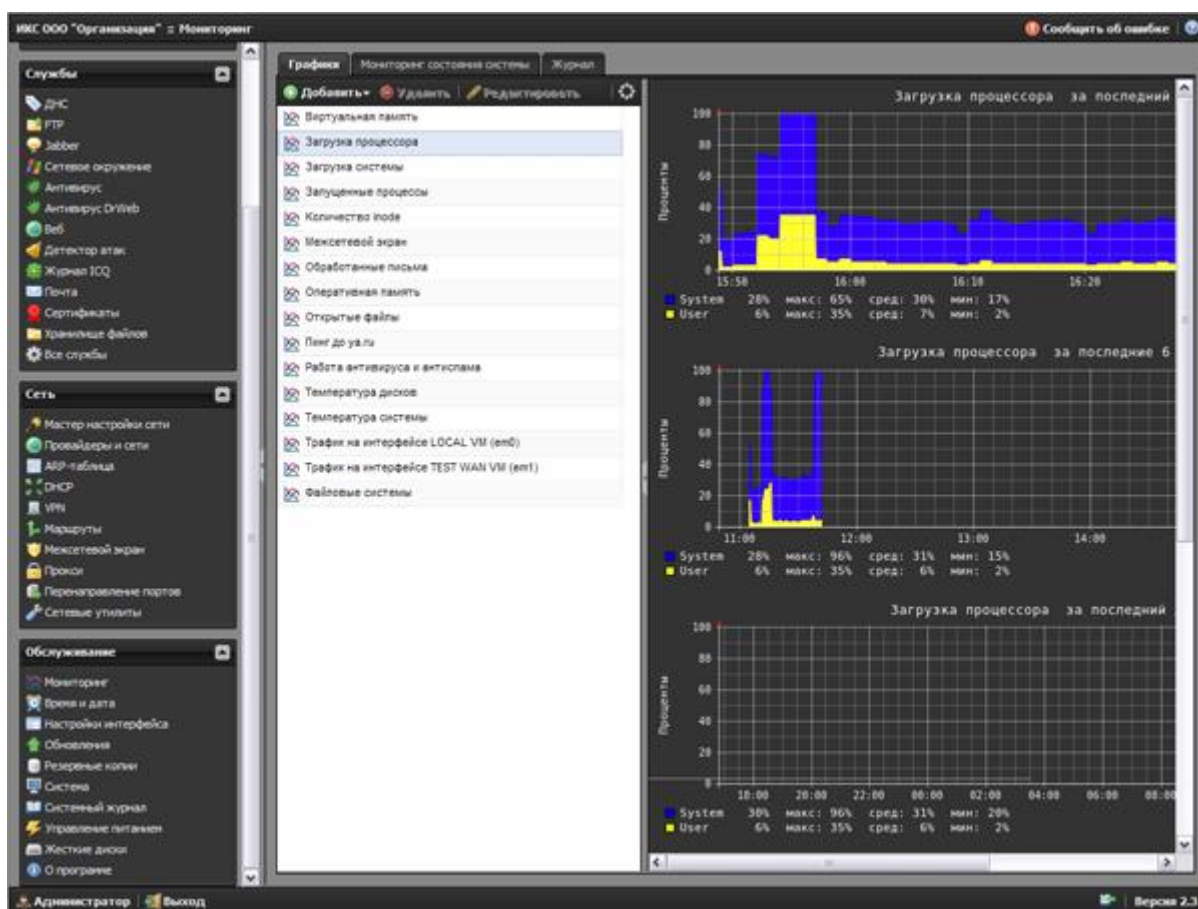 ИКС ООО "Организация" :: Мониторинг
Сообщить об ошибке
Службы
ДНС
FTP
Jabber
Сетевое окружение
Антивирус
Антивирус DrWeb
Веб
Детектор атак
Журнал ICQ
Почта
Сертификаты
Хранилище файлов
Все службы
Сеть
Мастер настройки сети
Провайдеры и сети
ARP-таблица
DHCP
VPN
Маршруты
Межсетевой экран
Прокси
Перенаправление портов
Сетевые утилиты
Обслуживание
Мониторинг
Время и дата
Настройки интерфейса
Обновления
Резервные копии
Система
Системный журнал
Управление питанием
Жесткие диски
О программе
Графики Мониторинг состояния системы Журнал
Добавить Удалить Редактировать
Виртуальная память
Загрузка процессора
Загрузка системы
Запущенные процессы
Количество inode
Межсетевой экран
Обработанные письма
Оперативная память
Открытые файлы
Пинг до ya.ru
Работа антивируса и антиспама
Температура дисков
Температура системы
Трафик на интерфейсе LOCAL VM (em0)
Трафик на интерфейсе TEST WAN VM (em1)
Файловые системы
Загрузка процессора за последний
Проценты
100
80
60
40
20
0
15:50 16:00 16:10 16:20
System 28% макс: 65% сред: 30% мин: 17%
User 6% макс: 35% сред: 7% мин: 2%
Загрузка процессора за последние 6
Проценты
100
80
60
40
20
0
11:00 12:00 13:00 14:00
System 28% макс: 96% сред: 31% мин: 15%
User 6% макс: 35% сред: 6% мин: 2%
Загрузка процессора за последний
Проценты
100
80
60
40
20
0
18:00 20:00 22:00 00:00 02:00 04:00 06:00 08:00
System 30% макс: 96% сред: 31% мин: 20%
User 6% макс: 35% сред: 6% мин: 2%
Администратор Выход
Версия 2.3